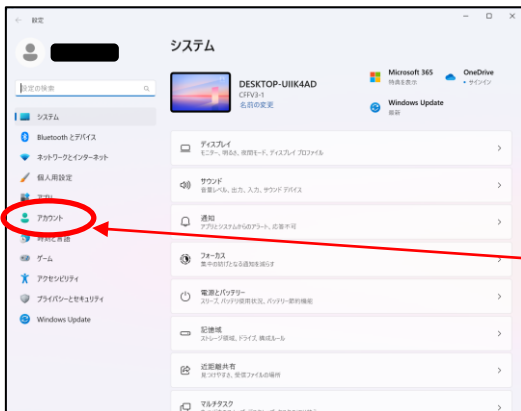 設定
システム
設定の検索
DESKTOP-UIIK4AD
CFFV3-1
名前の変更
Microsoft 365
特典を表示
OneDrive
• サインイン
Windows Update
最新
システム
Bluetooth とデバイス
ネットワークとインターネット
個人用設定
アプリ
アカウント
時刻と言語
ゲーム
アクセシビリティ
プライバシーとセキュリティ
Windows Update
ディスプレイ
モニター、明るさ、夜間モード、ディスプレイ プロファイル
サウンド
音量レベル、出力、入力、サウンド デバイス
通知
アプリとシステムからのアラート、応答不可
フォーカス
集中の妨げとなる通知を減らす
電源とバッテリー
スリープ、バッテリ使用状況、バッテリー節約機能
記憶域
ストレージ領域、ドライブ、構成ルール
近距離共有
見つけやすさ、受信ファイルの場所
マルチタスク